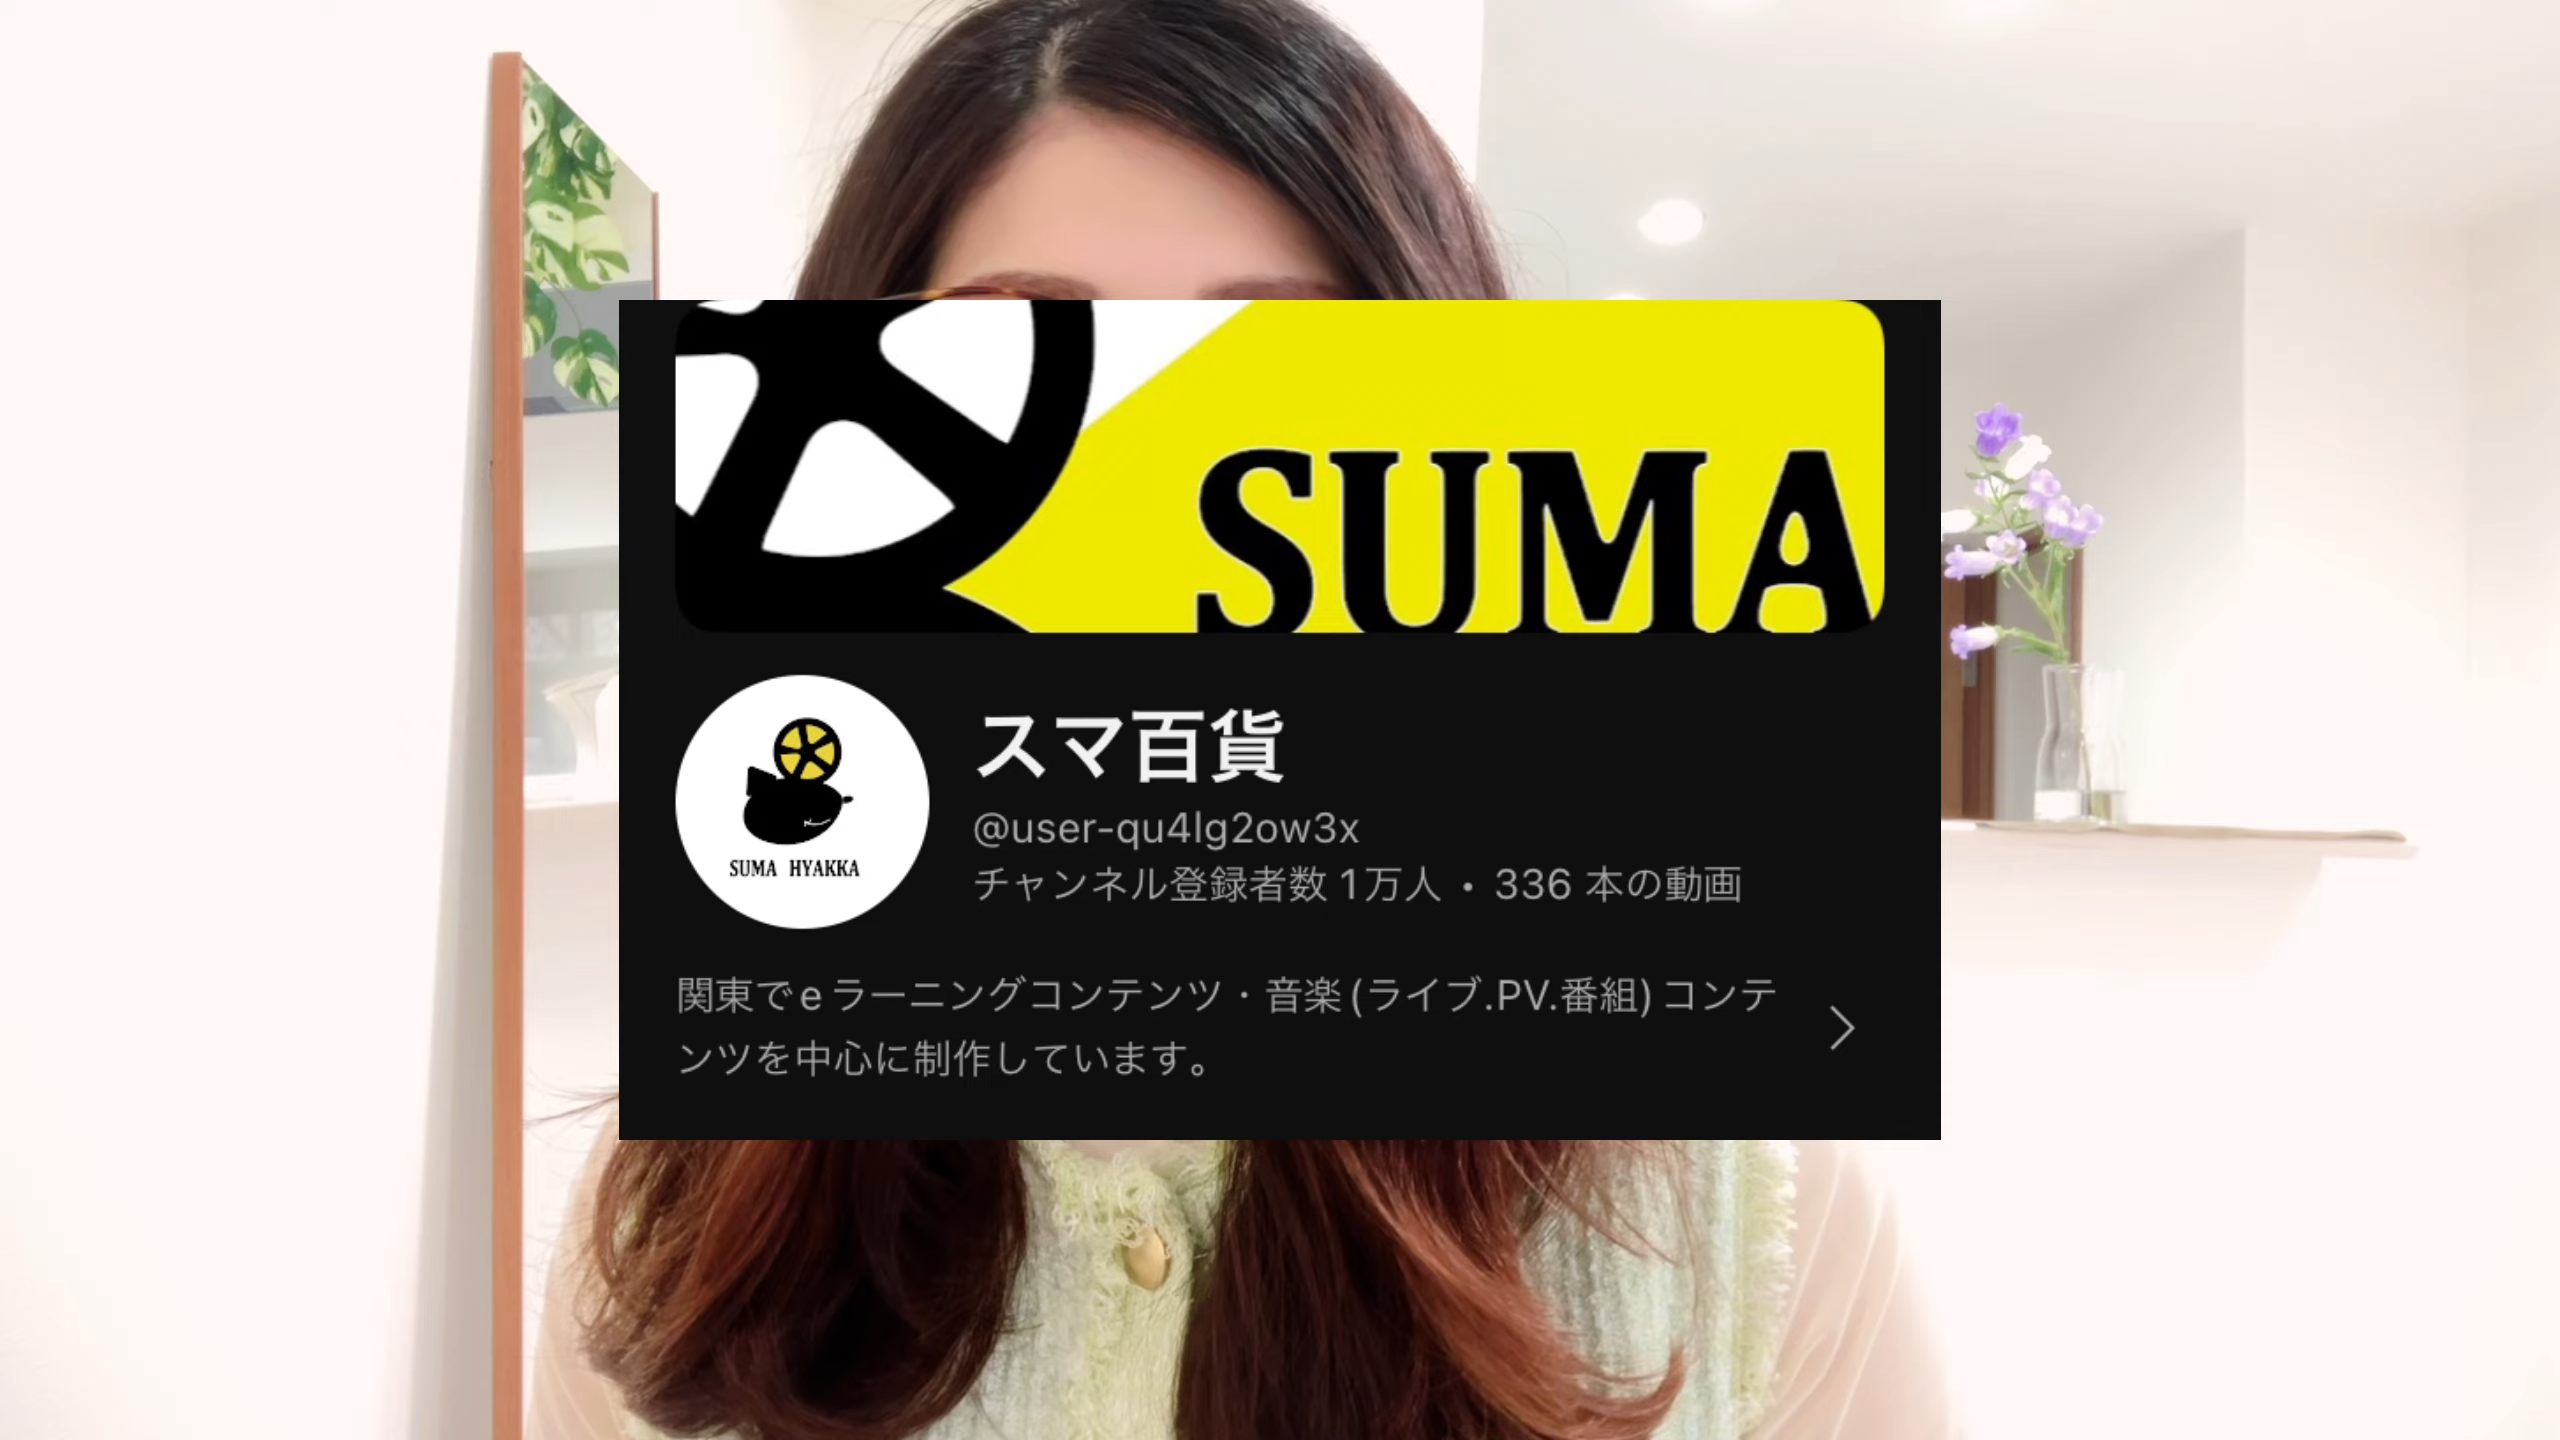 SUMA
SUMA HYAKKA
スマ百貨
@user-qu4lg2ow3x
チャンネル登録者数 1万人・336 本の動画
関東でeラーニングコンテンツ・音楽(ライブ.PV.番組)コンテ
ンツを中心に制作しています。